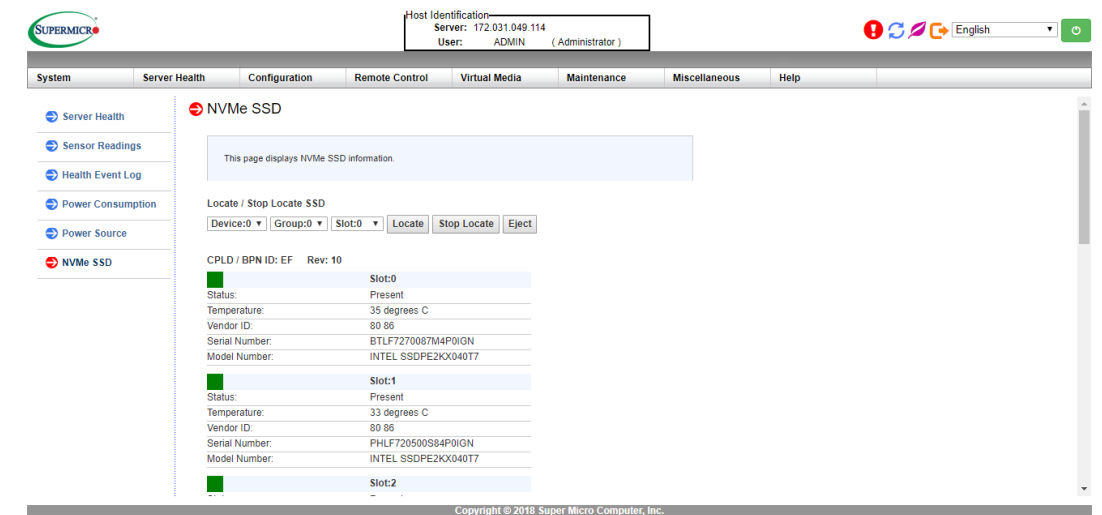 SUPERMICR
Host Identification
Server: 172.031.049.114
User: ADMIN ( Administrator )
English
System Server Health Configuration Remote Control Virtual Media Maintenance Miscellaneous Help
Server Health
Sensor Readings
Health Event Log
Power Consumption
Power Source
NVMe SSD
NVMe SSD
This page displays NVMe SSD information.
Locate / Stop Locate SSD
Device:0 Group:0 Slot:0 Locate Stop Locate Eject
CPLD / BPN ID: EF Rev: 10
Slot:0
Status: Present
Temperature: 35 degrees C
Vendor ID: 80 86
Serial Number: BTLF7270087M4P0IGN
Model Number: INTEL SSDPE2KX040T7
Slot:1
Status: Present
Temperature: 33 degrees C
Vendor ID: 80 86
Serial Number: PHLF720500S84P0IGN
Model Number: INTEL SSDPE2KX040T7
Slot:2
Copyright © 2018 Super Micro Computer, Inc.